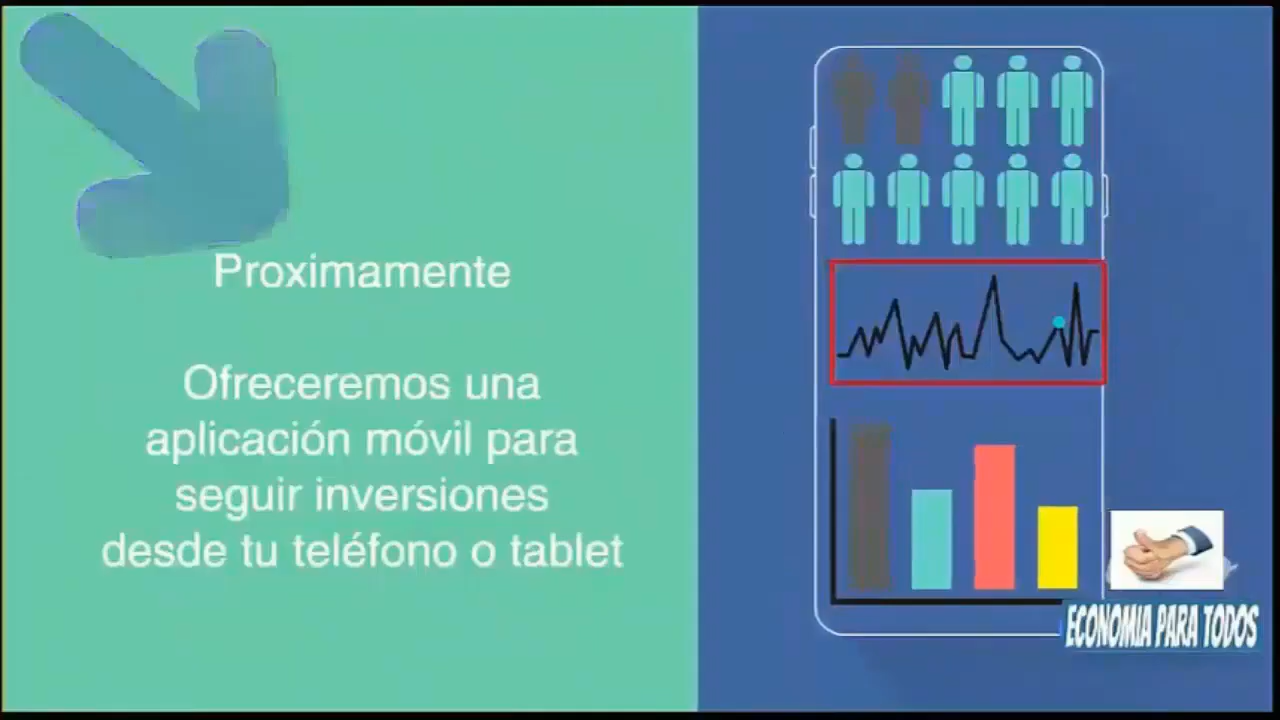 Proximamente
Ofreceremos una
aplicación móvil para
seguir inversiones
desde tu teléfono o tablet
ECONOMIA PARA TODOS